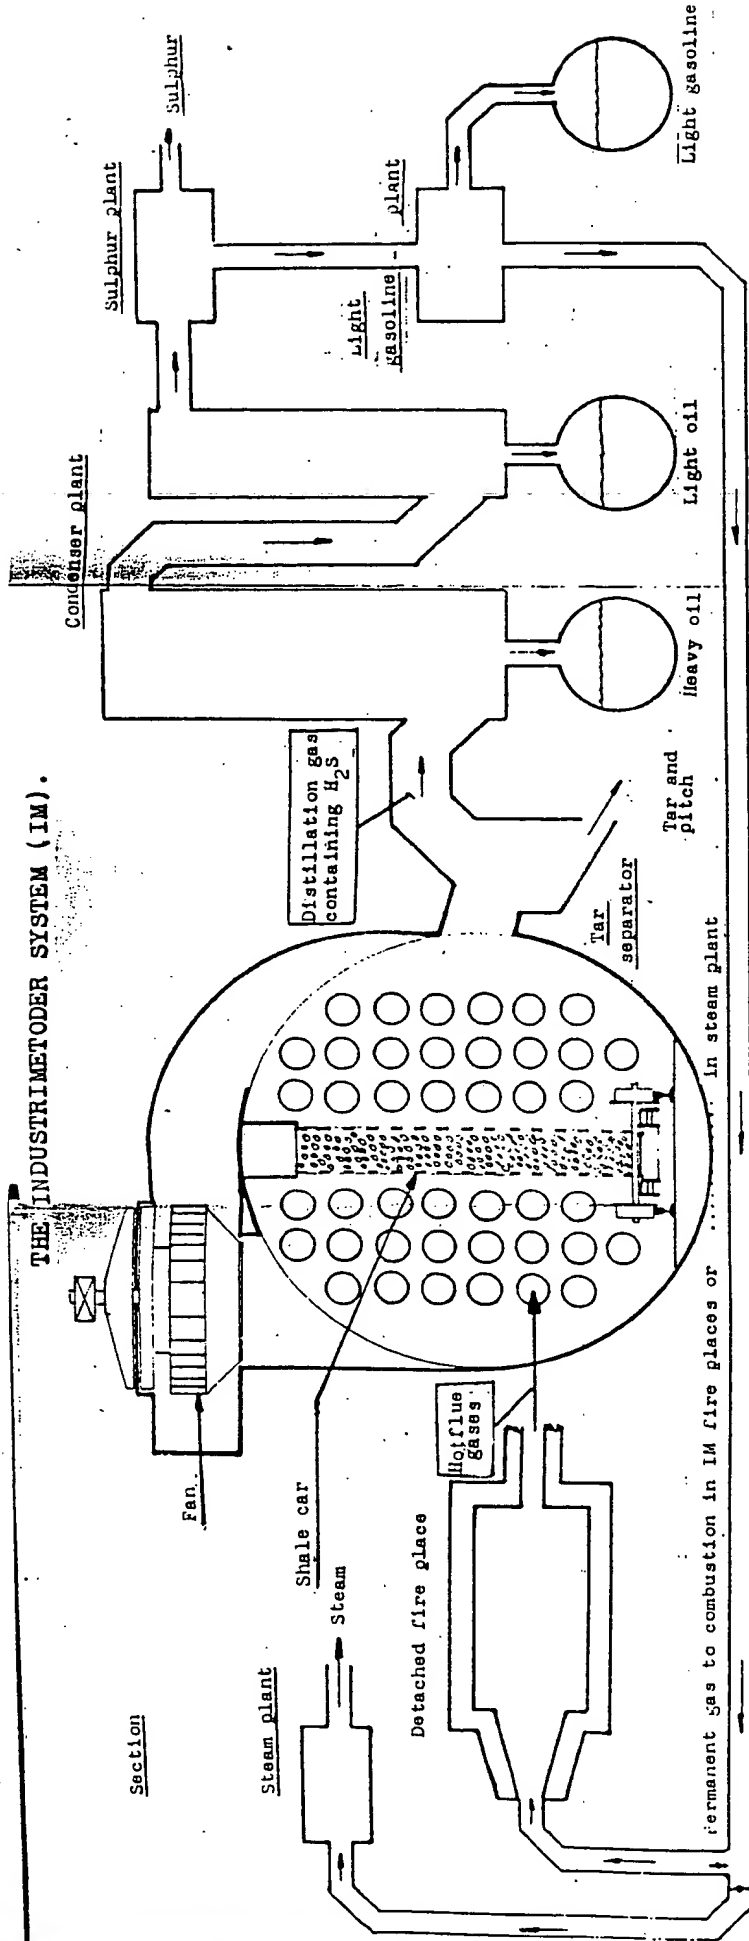 THE INDUSTRIMETODER SYSTEM (IM).
Section
Fan
Shale car
Steam plant
Steam
Detached fire place
Hot flue
gases
Condenser plant
Distillation gas
containing H₂S
Tar
separator
Tar and
pitch
Heavy oil
Light oil
Sulphur plant
Sulphur
Light
gasoline
plant
Light gasoline
Permanent gas to combustion in IM fire places or ...... in steam plant